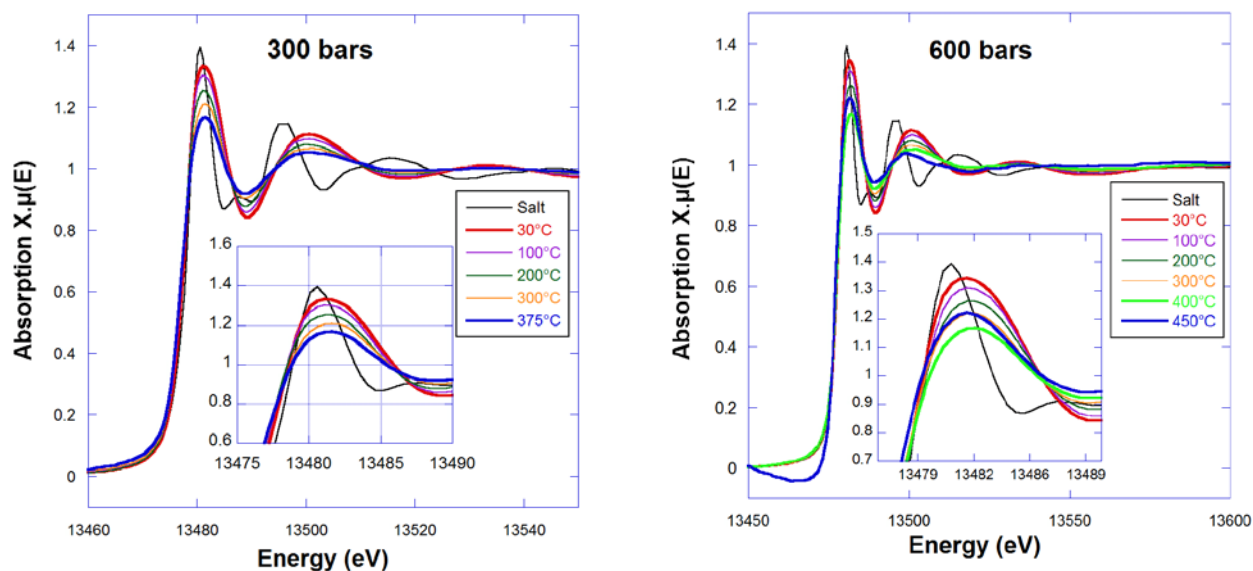 300 bars
Absorption X.μ(E)
1.4
1.2
1
0.8
0.6
0.4
0.2
0
13460
13480
13500
13520
13540
Energy (eV)
Salt
30°C
100°C
200°C
300°C
375°C
1.6
1.4
1.2
1.0
0.8
0.6
13475
13480
13485
13490
600 bars
Absorption X.μ(E)
1.4
1.2
1
0.8
0.6
0.4
0.2
0
13450
13500
13550
13600
Energy (eV)
Salt
30°C
100°C
200°C
300°C
400°C
450°C
1.5
1.4
1.3
1.2
1.1
1.0
0.9
0.8
0.7
13479
13482
13486
13489